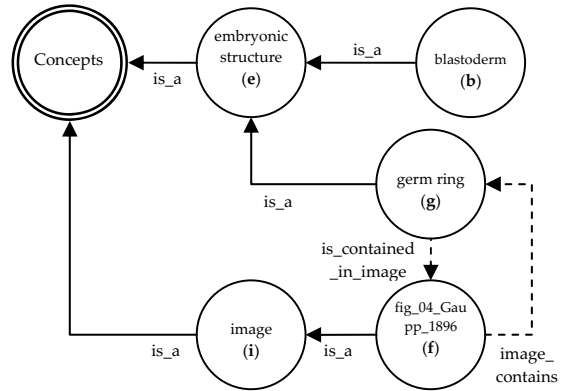 Concepts
is_a
embryonic
structure
(e)
is_a
blastoderm
(b)
germ ring
(g)
is_a
is_contained
_in_image
image
(i)
is_a
is_a
fig_04_Gau
pp_1896
(f)
image_
contains